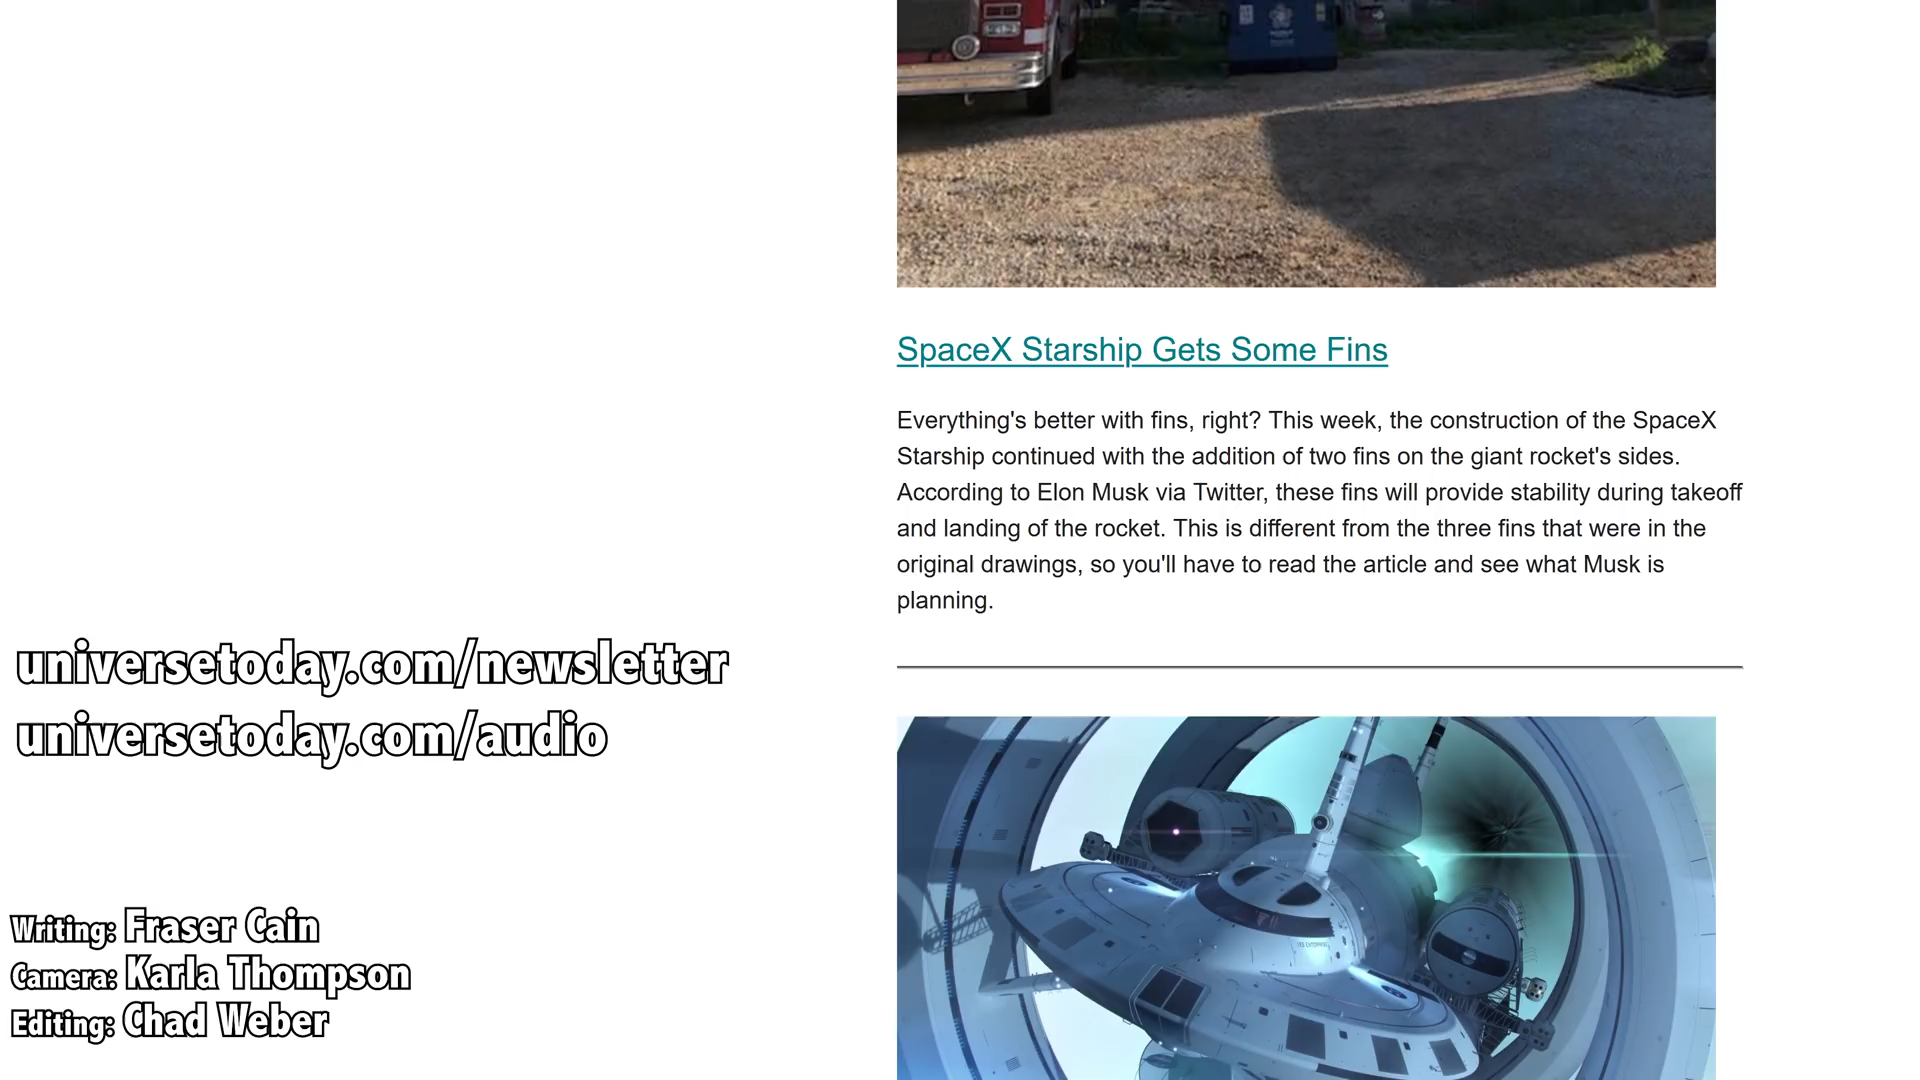 SpaceX Starship Gets Some Fins
Everything's better with fins, right? This week, the construction of the SpaceX
Starship continued with the addition of two fins on the giant rocket's sides.
According to Elon Musk via Twitter, these fins will provide stability during takeoff
and landing of the rocket. This is different from the three fins that were in the
original drawings, so you'll have to read the article and see what Musk is
planning.
universetoday.com/newsletter
universetoday.com/audio
Writing: Fraser Cain
Camera: Karla Thompson
Editing: Chad Weber